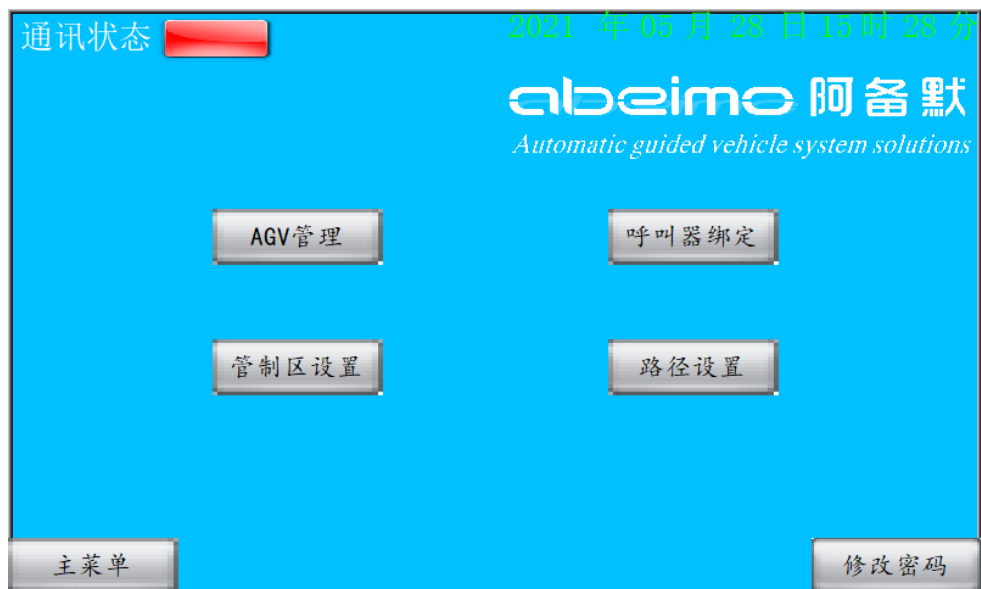 通讯状态
2021 年 05 月 28 日 15 时 28 分
abeimo 阿备默
Automatic guided vehicle system solutions
AGV管理
呼叫器绑定
管制区设置
路径设置
主菜单
修改密码